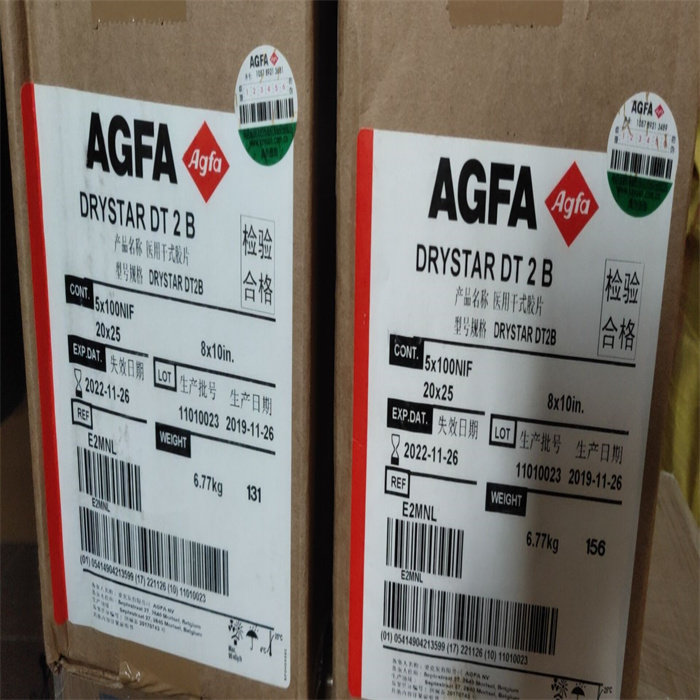 AGFA
AGFA
Agfa
DRYSTAR DT 2 B
产品名称 医用干式胶片
型号规格 DRYSTAR DT2B
检验
合格
CONT. 5x100NIF
20x25 8x10in.
EXP.DAT. 失效日期
2022-11-26
LOT 生产批号 生产日期
11010023 2019-11-26
REF
E2MNL
WEIGHT
6.77kg 131
E2MNL
(01) 05414904213599 (17) 221126 (10) 11010023
AGFA
AGFA
Agfa
DRYSTAR DT 2 B
产品名称 医用干式胶片
型号规格 DRYSTAR DT2B
检验
合格
CONT. 5x100NIF
20x25 8x10in.
EXP.DAT. 失效日期
2022-11-26
LOT 生产批号 生产日期
11010023 2019-11-26
REF
E2MNL
WEIGHT
6.77kg 156
E2MNL
(01) 05414904213599 (17) 221126 (10) 11010023